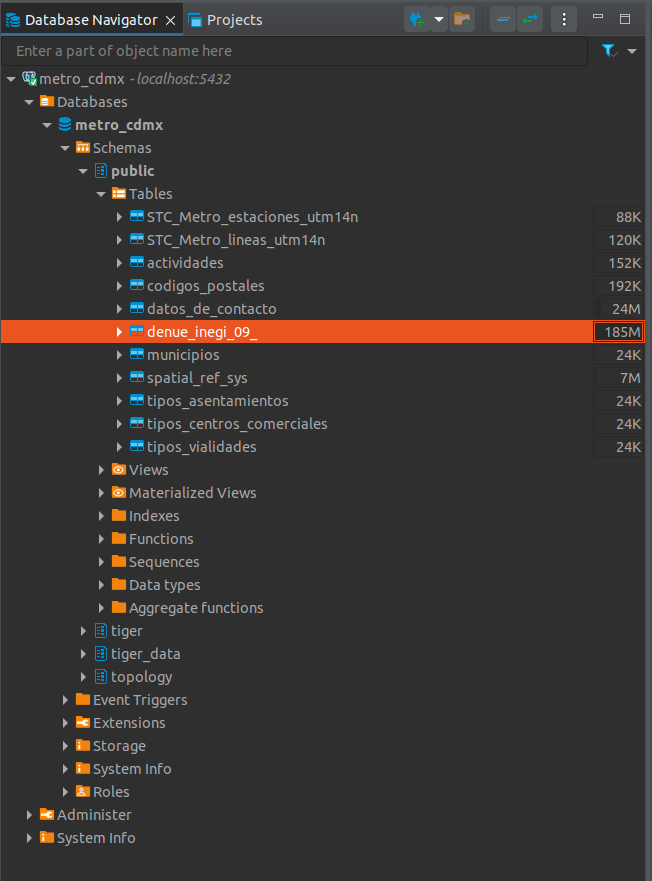 Database Navigator Projects
Enter a part of object name here
metro_cdmx - localhost:5432
Databases
metro_cdmx
Schemas
public
Tables
STC_Metro_estaciones_utm14n 88K
STC_Metro_lineas_utm14n 120K
actividades 152K
codigos_postales 192K
datos_de_contacto 24M
denue_inegi_09_ 185M
municipios 24K
spatial_ref_sys 7M
tipos_asentamientos 24K
tipos_centros_comerciales 24K
tipos_vialidades 24K
Views
Materialized Views
Indexes
Functions
Sequences
Data types
Aggregate functions
tiger
tiger_data
topology
Event Triggers
Extensions
Storage
System Info
Roles
Administer
System Info